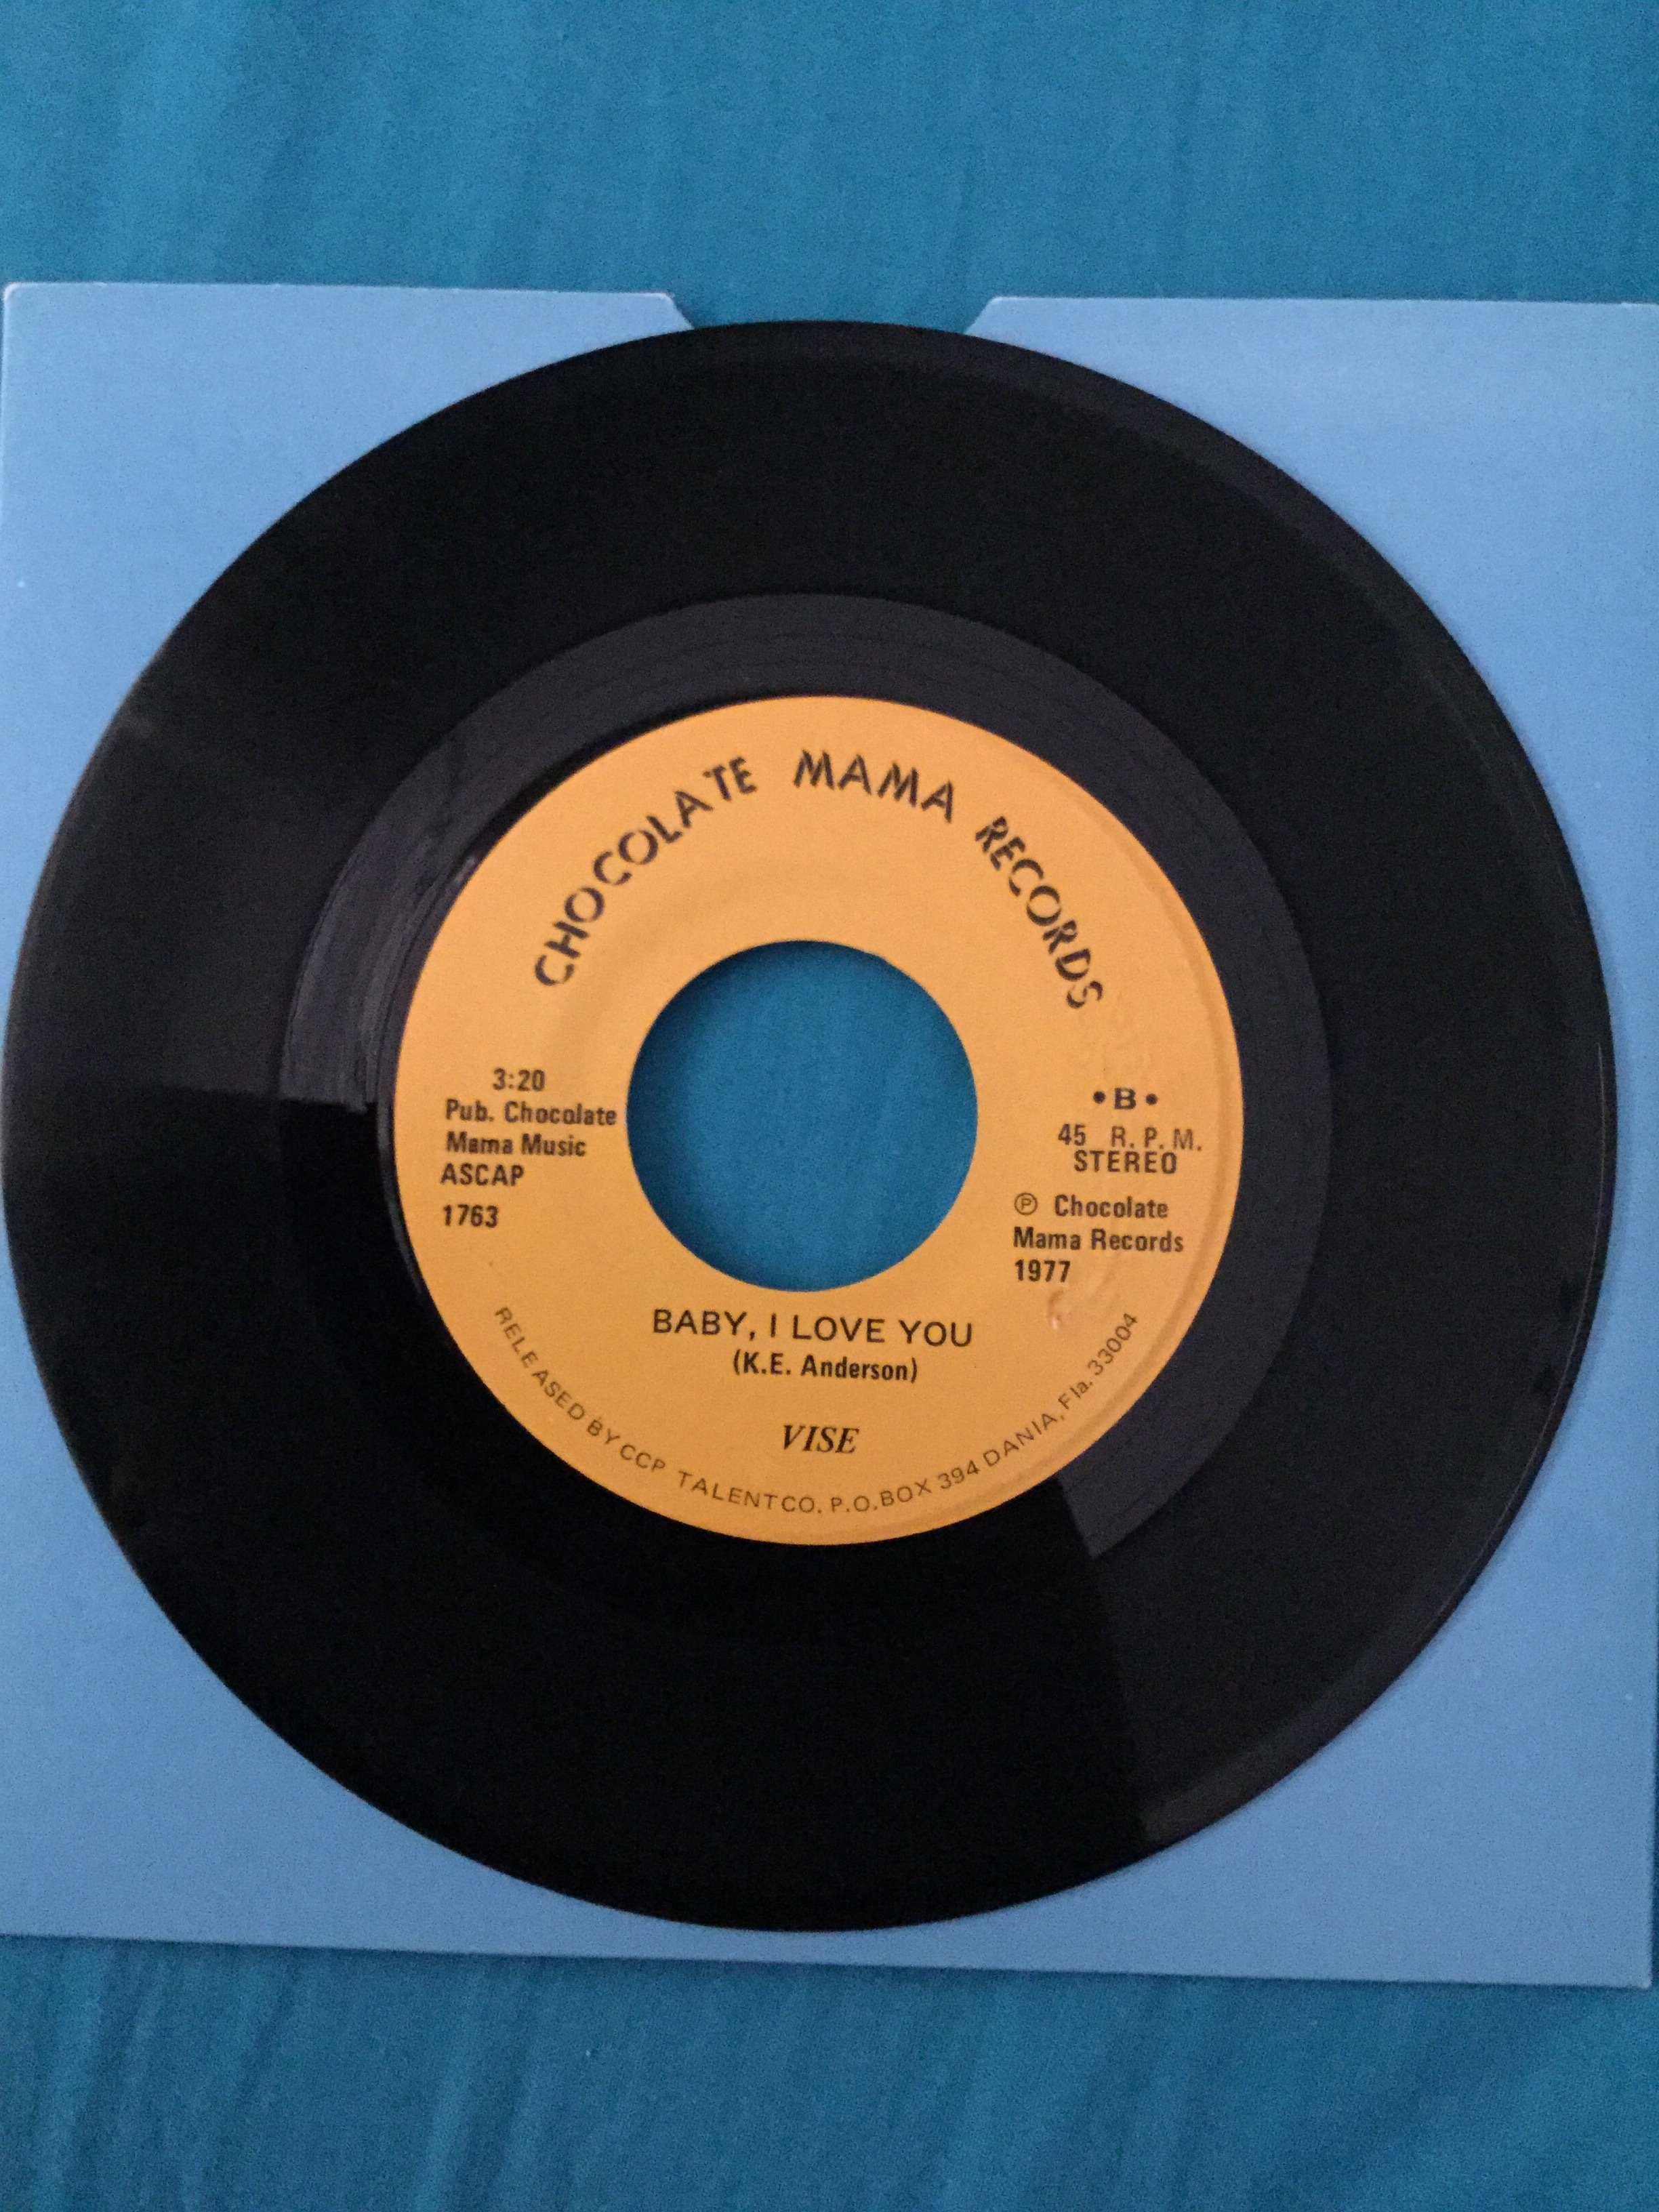 CHOCOLATE MAMA RECORDS
3:20
Pub. Chocolate
Mama Music
ASCAP
1763
• B •
45 R. P. M.
STEREO
Ⓟ Chocolate
Mama Records
1977
BABY, I LOVE YOU
(K.E. Anderson)
VISE
RELEASED BY CCP TALENT CO. P.O.BOX 394 DANIA, Fla. 33004